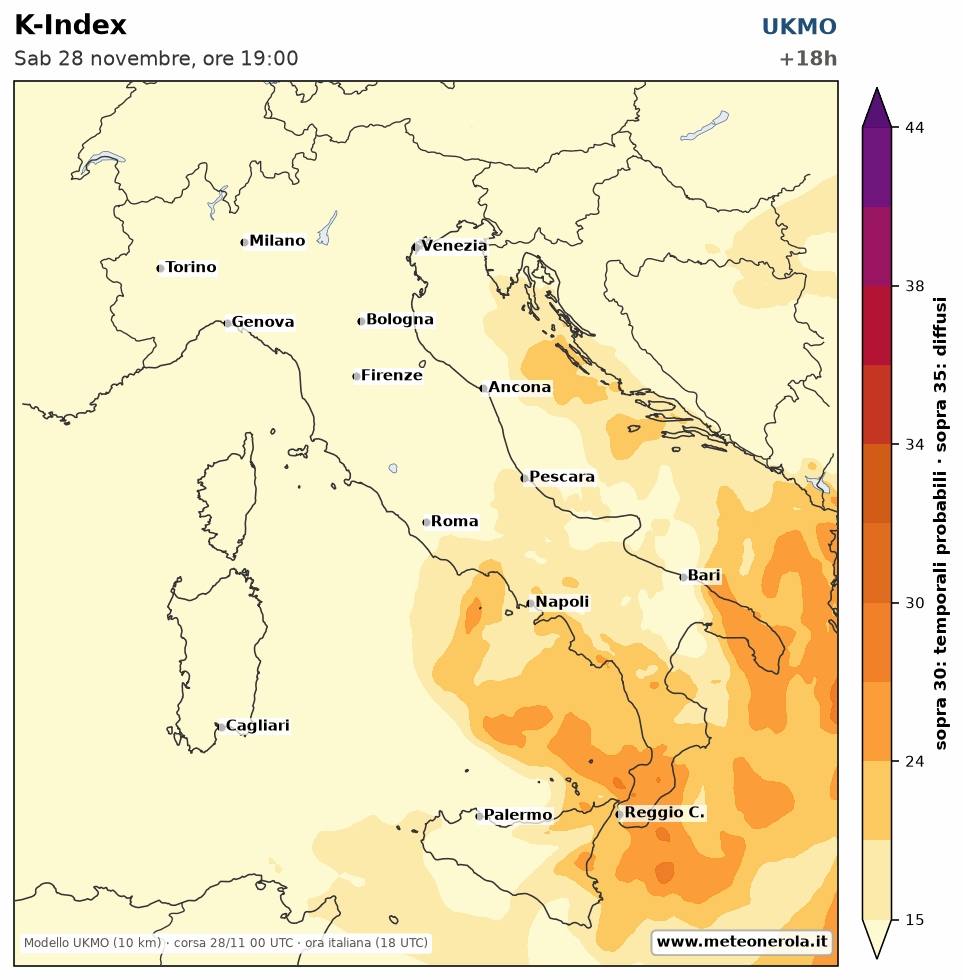 K-Index
UKMO
Sab 28 novembre, ore 19:00
+18h
Milano
Venezia
Torino
Genova
Bologna
Firenze
Ancona
Pescara
Roma
Bari
Napoli
Cagliari
Palermo
Reggio C.
44
38
34
30
24
15
sopra 30: temporali probabili · sopra 35: diffusi
Modello UKMO (10 km) · corsa 28/11 00 UTC · ora italiana (18 UTC)
www.meteonerola.it